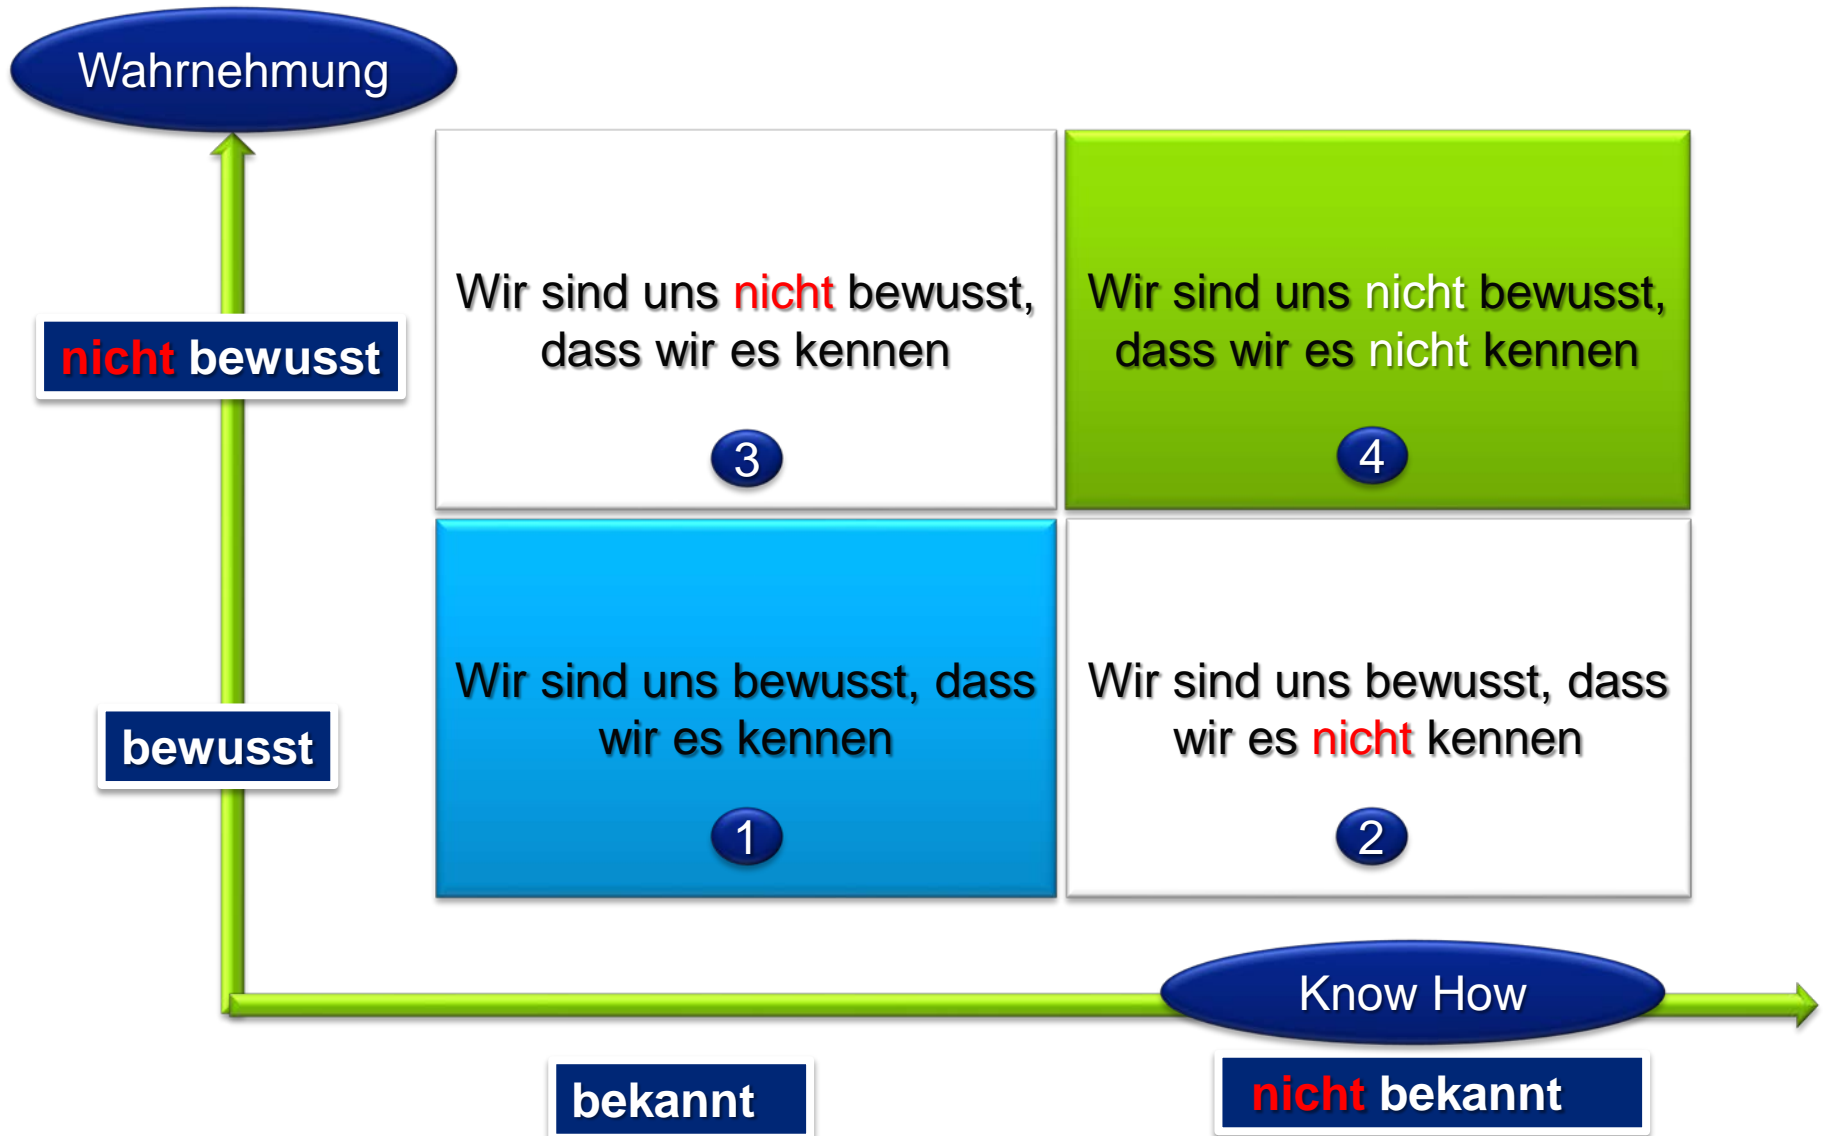 Wahrnehmung
Wir sind uns nicht bewusst,
dass wir es kennen
3
Wir sind uns nicht bewusst,
dass wir es nicht kennen
4
nicht bewusst
Wir sind uns bewusst, dass
wir es kennen
1
Wir sind uns bewusst, dass
wir es nicht kennen
2
bewusst
Know How
bekannt
nicht bekannt